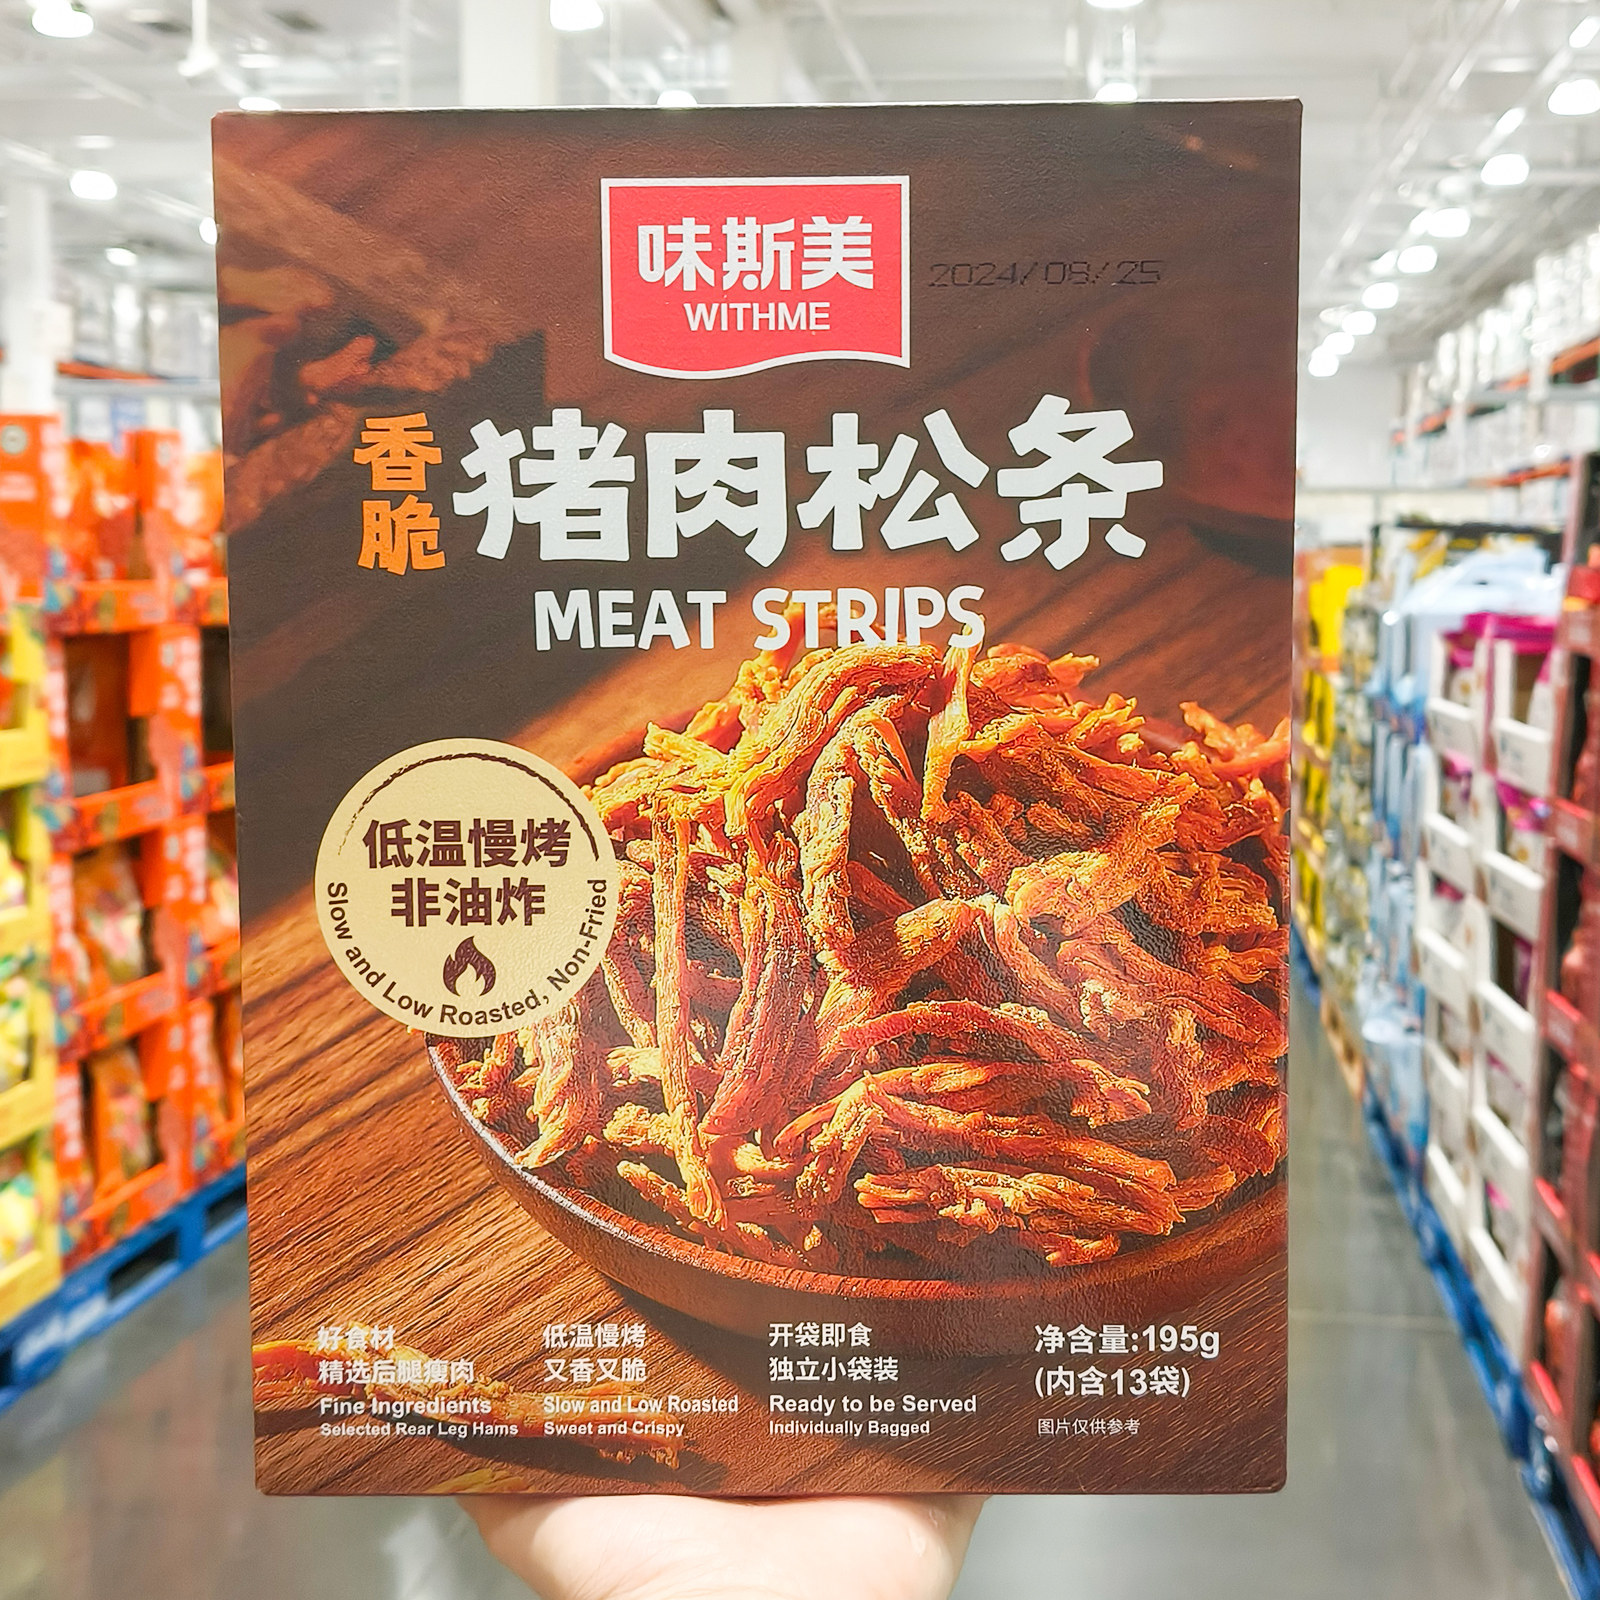 味斯美
WITHME
2024/08/25
香脆
猪肉松条
MEAT STRIPS
低温慢烤
非油炸
Slow and Low Roasted, Non-Fried
好食材
精选后腿瘦肉
Fine Ingredients
Selected Rear Leg Hams
低温慢烤
又香又脆
Slow and Low Roasted
Sweet and Crispy
开袋即食
独立小袋装
Ready to be Served
Individually Bagged
净含量:195g
(内含13袋)
图片仅供参考